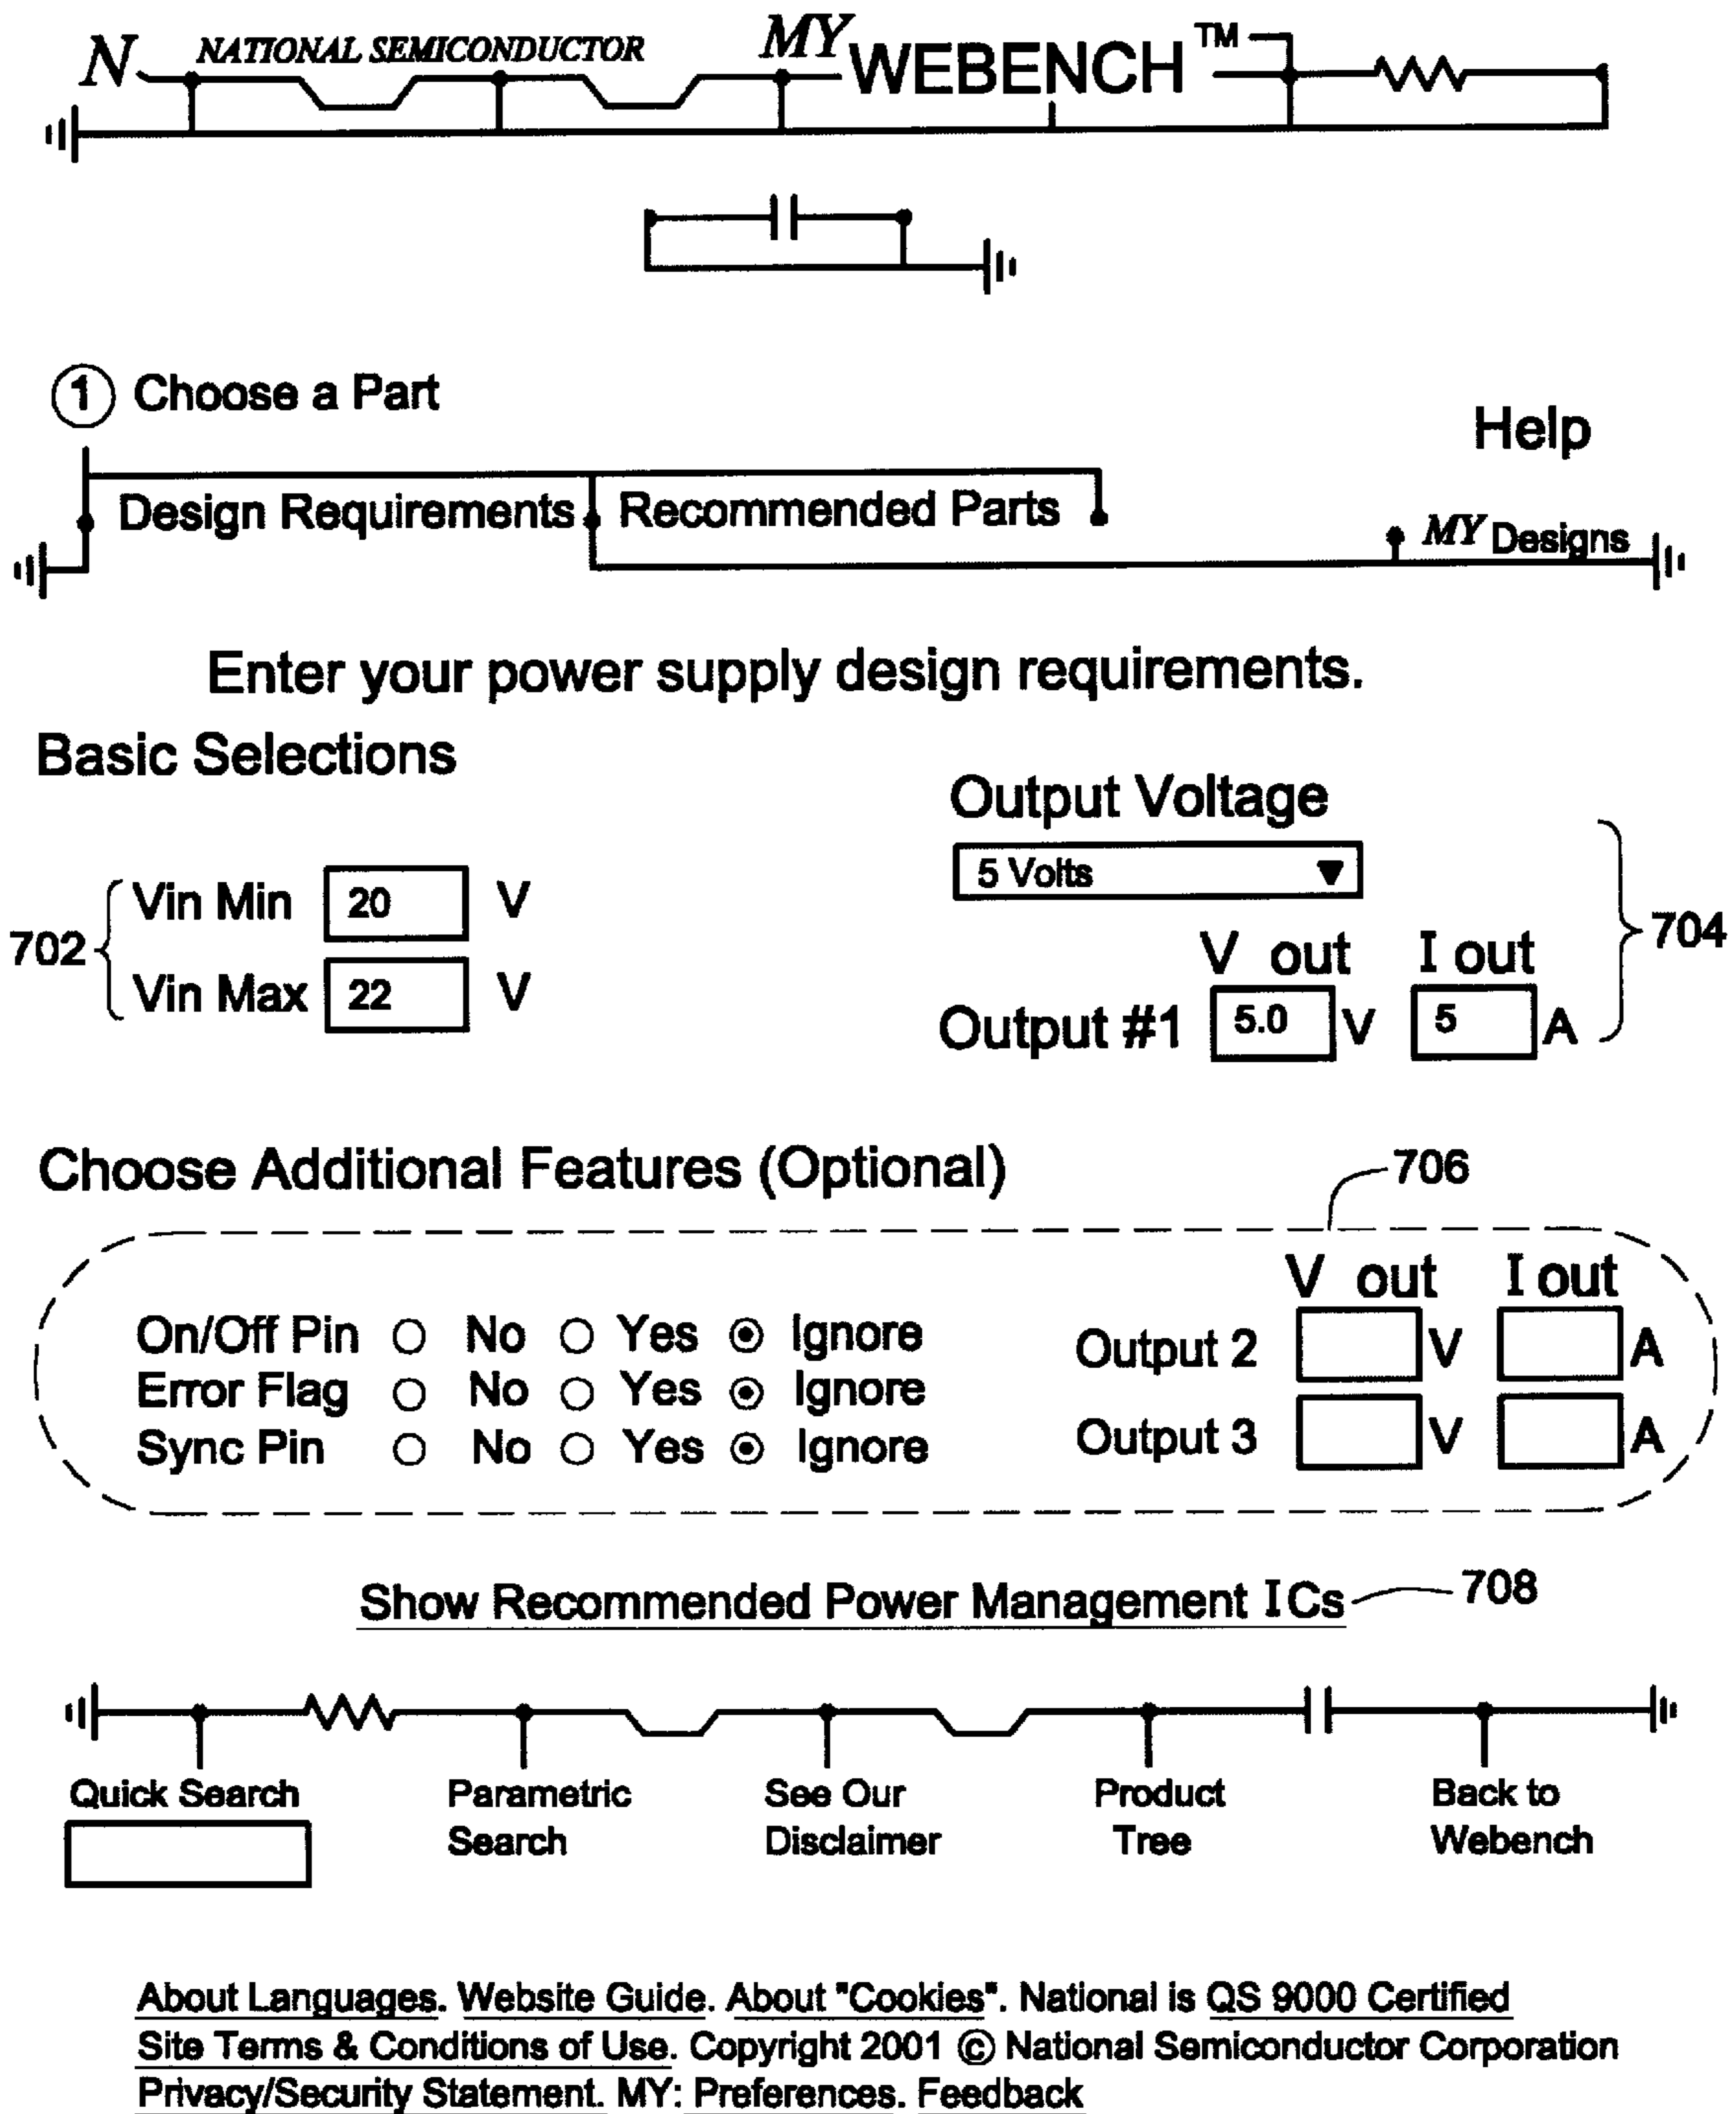 N NATIONAL SEMICONDUCTOR MY WEBENCH™
1 Choose a Part
Help
Design Requirements Recommended Parts
MY Designs
Enter your power supply design requirements.
Basic Selections
Output Voltage
5 Volts
Vin Min 20 V
702
Vin Max 22 V
704
V out I out
Output #1 5.0 V 5 A
Choose Additional Features (Optional)
706
V out I out
On/Off Pin No Yes Ignore
Output 2 V A
Error Flag No Yes Ignore
Output 3 V A
Sync Pin No Yes Ignore
Show Recommended Power Management ICs
708
Quick Search
Parametric
Search
See Our
Disclaimer
Product
Tree
Back to
Webench
About Languages. Website Guide. About "Cookies". National is QS 9000 Certified
Site Terms & Conditions of Use. Copyright 2001 © National Semiconductor Corporation
Privacy/Security Statement. MY: Preferences. Feedback